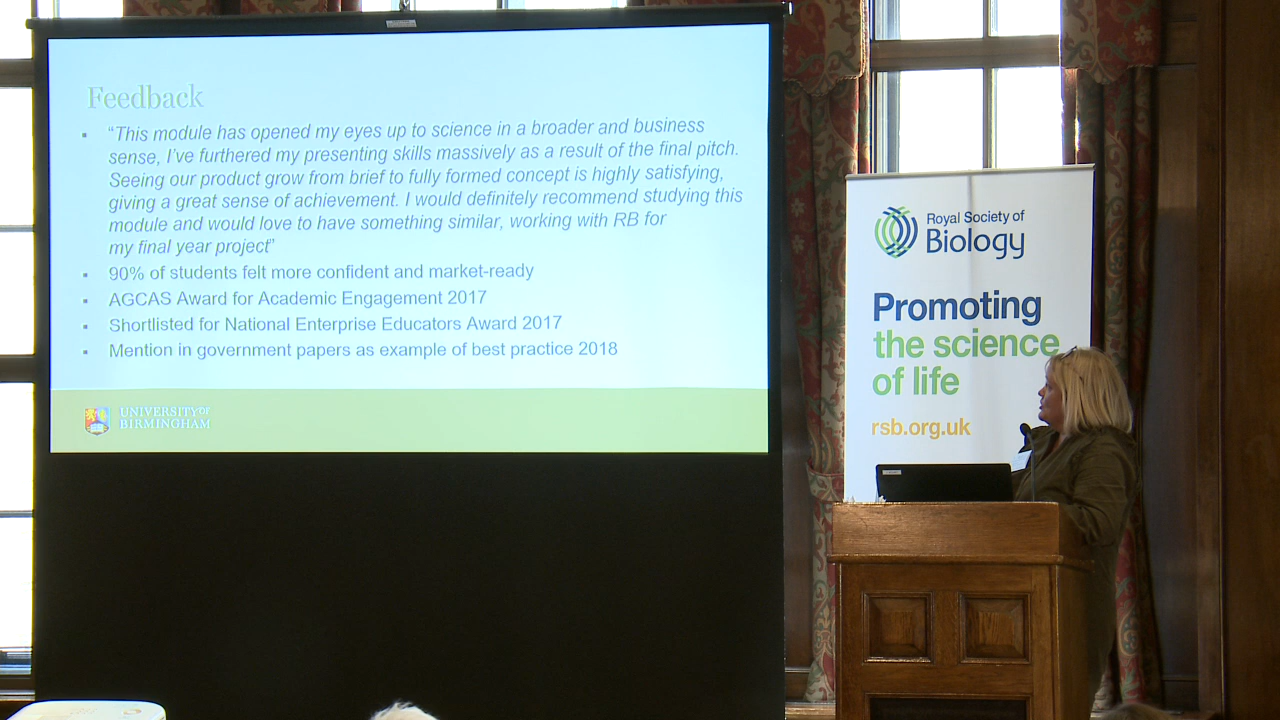 Feedback
▪ “This module has opened my eyes up to science in a broader and business
sense, I’ve furthered my presenting skills massively as a result of the final pitch.
Seeing our product grow from brief to fully formed concept is highly satisfying,
giving a great sense of achievement. I would definitely recommend studying this
module and would love to have something similar, working with RB for
my final year project”
▪ 90% of students felt more confident and market-ready
▪ AGCAS Award for Academic Engagement 2017
▪ Shortlisted for National Enterprise Educators Award 2017
▪ Mention in government papers as example of best practice 2018
UNIVERSITY OF
BIRMINGHAM
Royal Society of
Biology
Promoting
the science
of life
rsb.org.uk